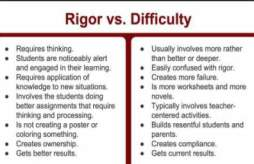 Rigor vs. Difficulty
• Requires thinking.
• Students are noticeably alert
and engaged in their learning.
• Requires application of
knowledge to new situations.
• Involves the students doing
better assignments that require
thinking and processing.
• Is not creating a poster or
coloring something.
• Creates ownership.
• Gets better results.
• Usually involves more rather
than better or deeper.
• Easily confused with rigor.
• Creates more failure.
• Is more worksheets and more
novels.
• Typically involves teacher-
centered activities.
• Builds resentful students and
parents.
• Creates compliance.
• Gets current results.